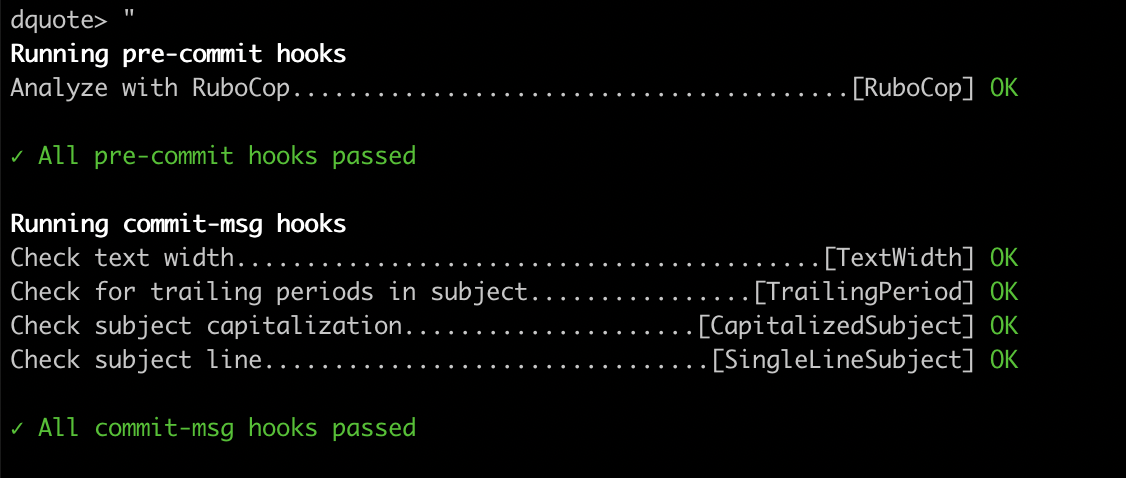 dquote> "
Running pre-commit hooks
Analyze with RuboCop........................................[RuboCop] OK
✓ All pre-commit hooks passed
Running commit-msg hooks
Check text width..........................................[TextWidth] OK
Check for trailing periods in subject................[TrailingPeriod] OK
Check subject capitalization.....................[CapitalizedSubject] OK
Check subject line................................[SingleLineSubject] OK
✓ All commit-msg hooks passed